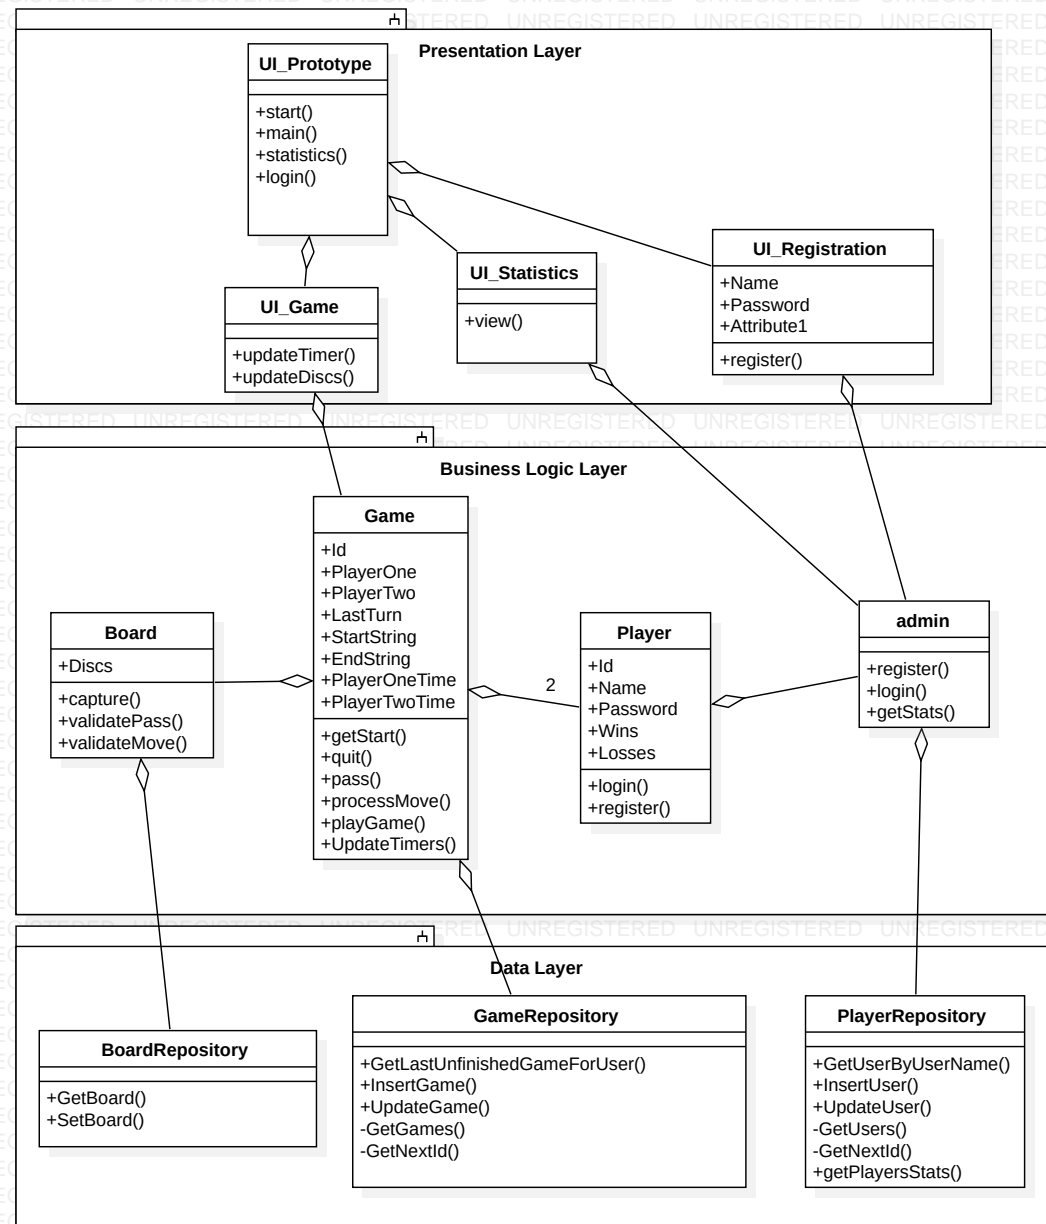 Presentation Layer
UI_Prototype
+start()
+main()
+statistics()
+login()
UI_Game
+updateTimer()
+updateDiscs()
UI_Statistics
+view()
UI_Registration
+Name
+Password
+Attribute1
+register()
Business Logic Layer
Game
+Id
+PlayerOne
+PlayerTwo
+LastTurn
+StartString
+EndString
+PlayerOneTime
+PlayerTwoTime
+getStart()
+quit()
+pass()
+processMove()
+playGame()
+UpdateTimers()
Board
+Discs
+capture()
+validatePass()
+validateMove()
2
Player
+Id
+Name
+Password
+Wins
+Losses
+login()
+register()
admin
+register()
+login()
+getStats()
Data Layer
BoardRepository
+GetBoard()
+SetBoard()
GameRepository
+GetLastUnfinishedGameForUser()
+InsertGame()
+UpdateGame()
-GetGames()
-GetNextId()
PlayerRepository
+GetUserByUserName()
+InsertUser()
+UpdateUser()
-GetUsers()
-GetNextId()
+getPlayersStats()
UNREGISTERED UNREGISTERED UNREGISTERED